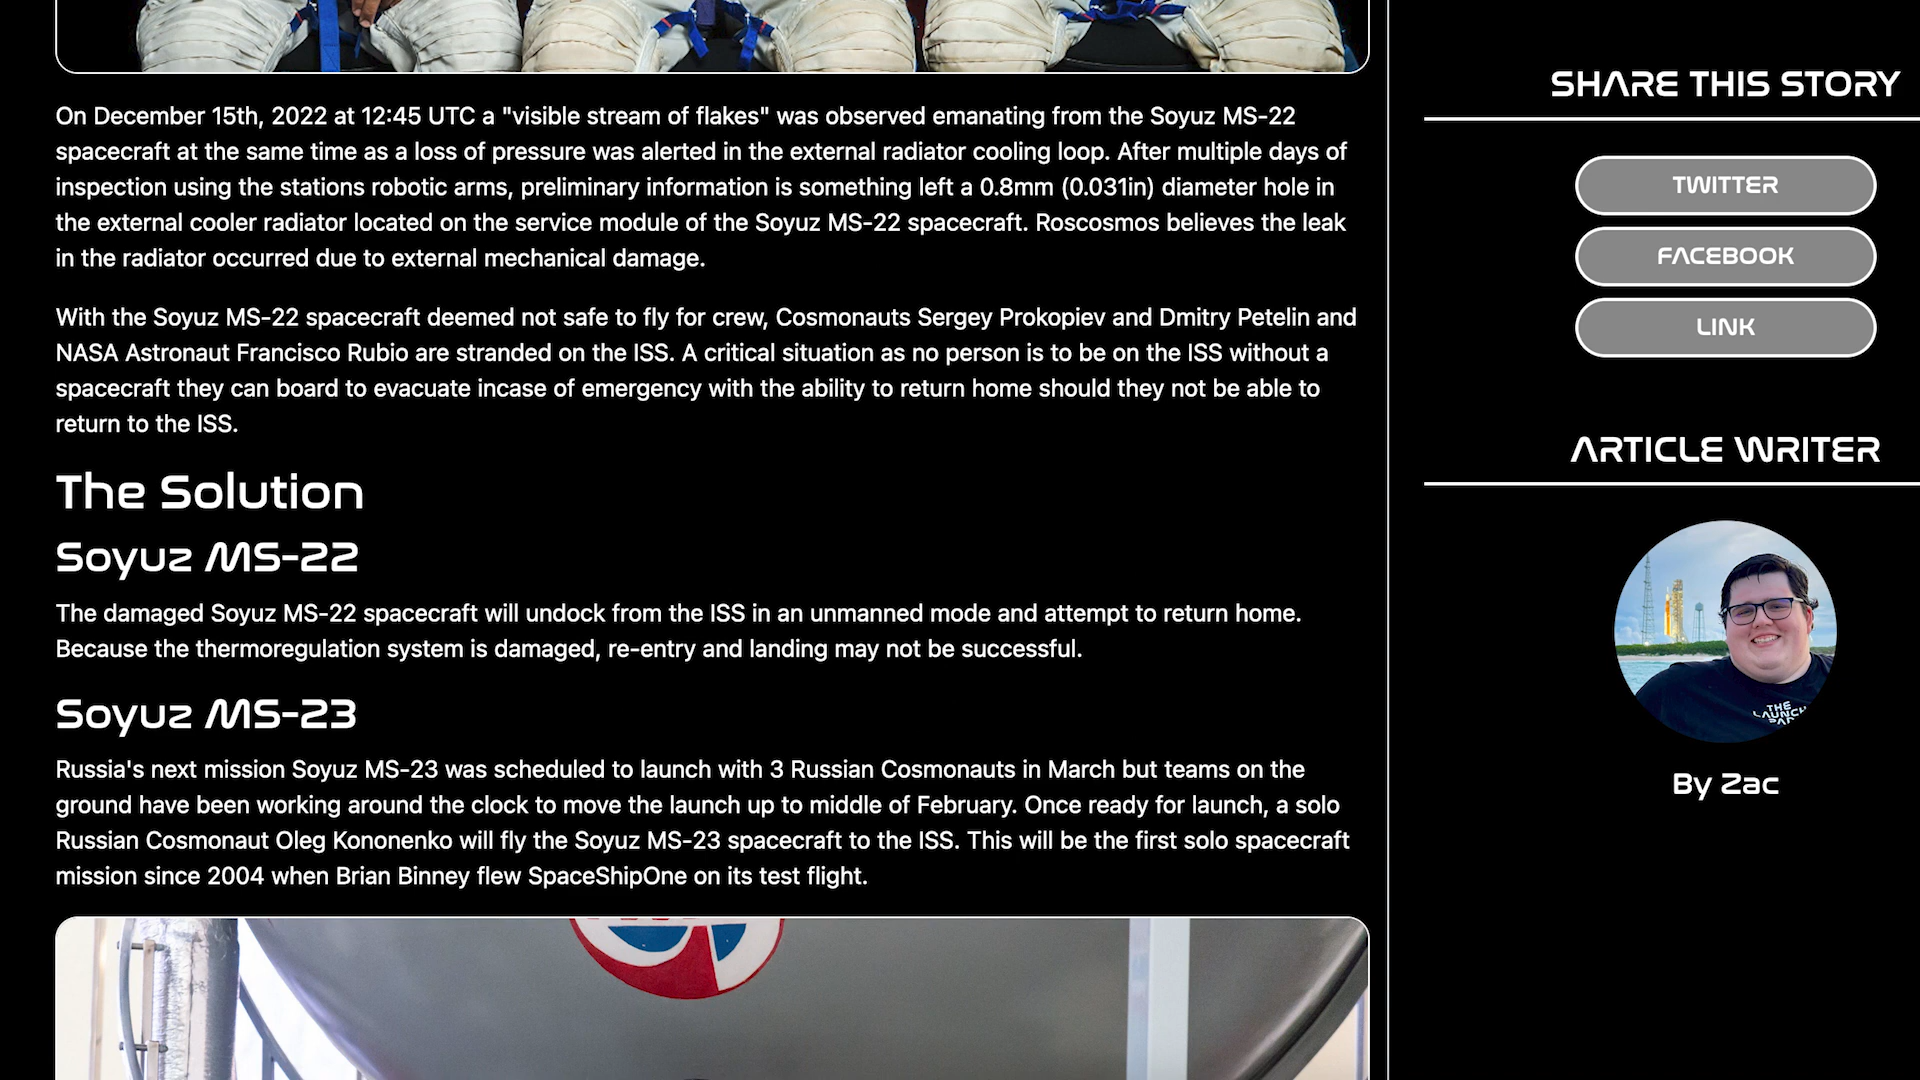 On December 15th, 2022 at 12:45 UTC a "visible stream of flakes" was observed emanating from the Soyuz MS-22
spacecraft at the same time as a loss of pressure was alerted in the external radiator cooling loop. After multiple days of
inspection using the stations robotic arms, preliminary information is something left a 0.8mm (0.031in) diameter hole in
the external cooler radiator located on the service module of the Soyuz MS-22 spacecraft. Roscosmos believes the leak
in the radiator occurred due to external mechanical damage.
With the Soyuz MS-22 spacecraft deemed not safe to fly for crew, Cosmonauts Sergey Prokopiev and Dmitry Petelin and
NASA Astronaut Francisco Rubio are stranded on the ISS. A critical situation as no person is to be on the ISS without a
spacecraft they can board to evacuate incase of emergency with the ability to return home should they not be able to
return to the ISS.
The Solution
Soyuz MS-22
The damaged Soyuz MS-22 spacecraft will undock from the ISS in an unmanned mode and attempt to return home.
Because the thermoregulation system is damaged, re-entry and landing may not be successful.
Soyuz MS-23
Russia's next mission Soyuz MS-23 was scheduled to launch with 3 Russian Cosmonauts in March but teams on the
ground have been working around the clock to move the launch up to middle of February. Once ready for launch, a solo
Russian Cosmonaut Oleg Kononenko will fly the Soyuz MS-23 spacecraft to the ISS. This will be the first solo spacecraft
mission since 2004 when Brian Binney flew SpaceShipOne on its test flight.
SHARE THIS STORY
TWITTER
FACEBOOK
LINK
ARTICLE WRITER
THE
LAUNCH
PAD
By Zac